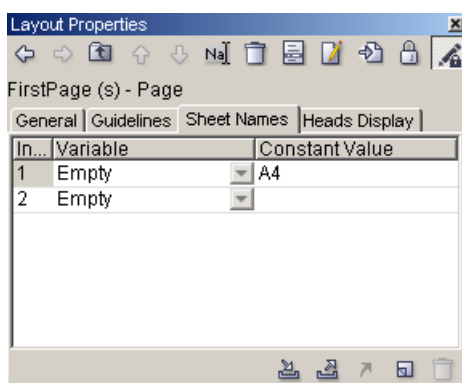 Layout Properties
Na
FirstPage (s) - Page
General Guidelines Sheet Names Heads Display
In... Variable Constant Value
1 Empty A4
2 Empty